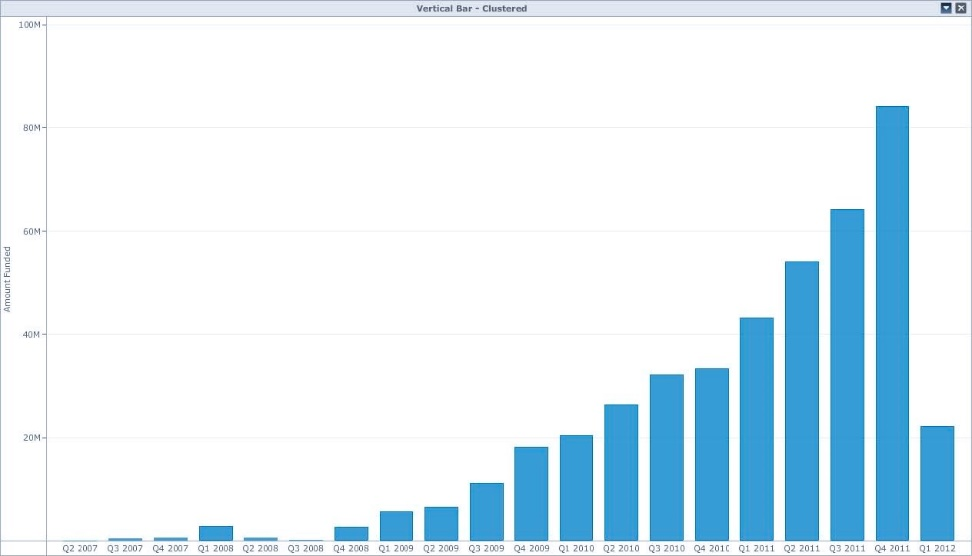 Vertical Bar - Clustered
100M
80M
60M
40M
20M
Amount Funded
Q2 2007 Q3 2007 Q4 2007 Q1 2008 Q2 2008 Q3 2008 Q4 2008 Q1 2009 Q2 2009 Q3 2009 Q4 2009 Q1 2010 Q2 2010 Q3 2010 Q4 2010 Q1 2011 Q2 2011 Q3 2011 Q4 2011 Q1 2012